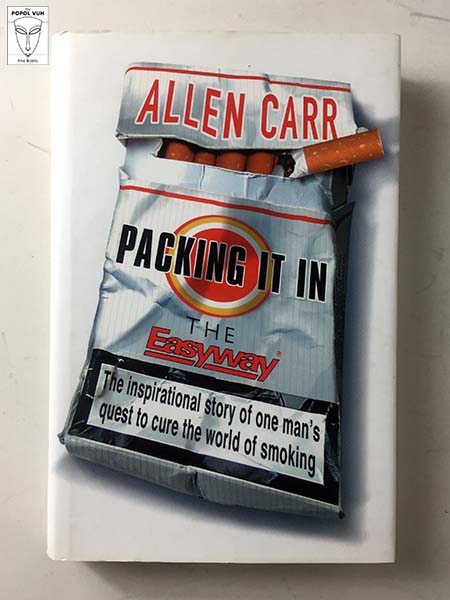 The
POPOL VUH
Fine Books
ALLEN CARR
PACKING IT IN
THE
Easyway®
The inspirational story of one man's
quest to cure the world of smoking